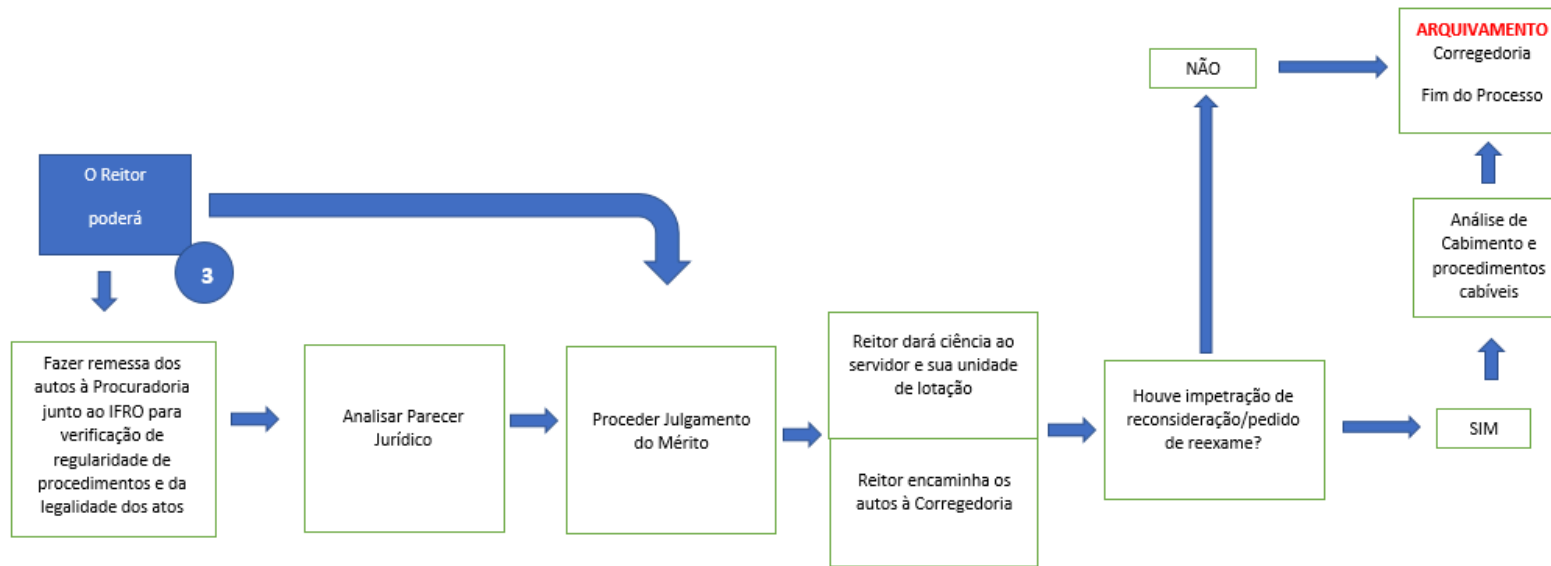 O Reitor
poderá
3
Fazer remessa dos
autos à Procuradoria
junto ao IFRO para
verificação de
regularidade de
procedimentos e da
legalidade dos atos
Analisar Parecer
Jurídico
Proceder Julgamento
do Mérito
Reitor dará ciência ao
servidor e sua unidade
de lotação
Reitor encaminha os
autos à Corregedoria
Houve impetração de
reconsideração/pedido
de reexame?
NÃO
SIM
Análise de
Cabimento e
procedimentos
cabíveis
ARQUIVAMENTO
Corregedoria
Fim do Processo